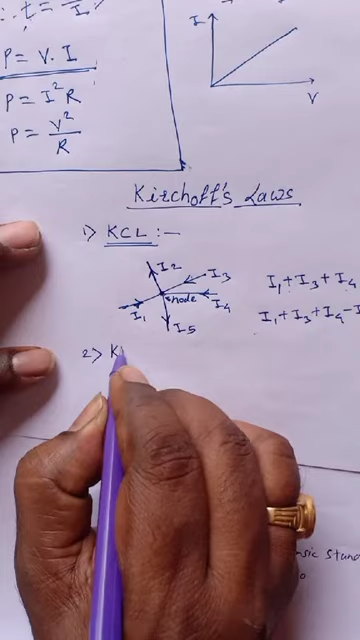 P = V. I
P = I²R
P = V²/R
I
V
Kirchoff's Laws
1> KCL :-
I2
I3
node
I4
I1
I5
I1+I3+I4
I1+I3+I4-I
2> K